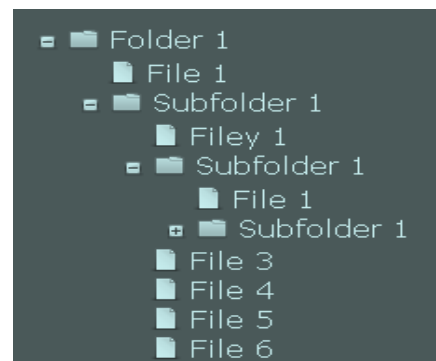 Folder 1
File 1
Subfolder 1
Filey 1
Subfolder 1
File 1
Subfolder 1
File 3
File 4
File 5
File 6